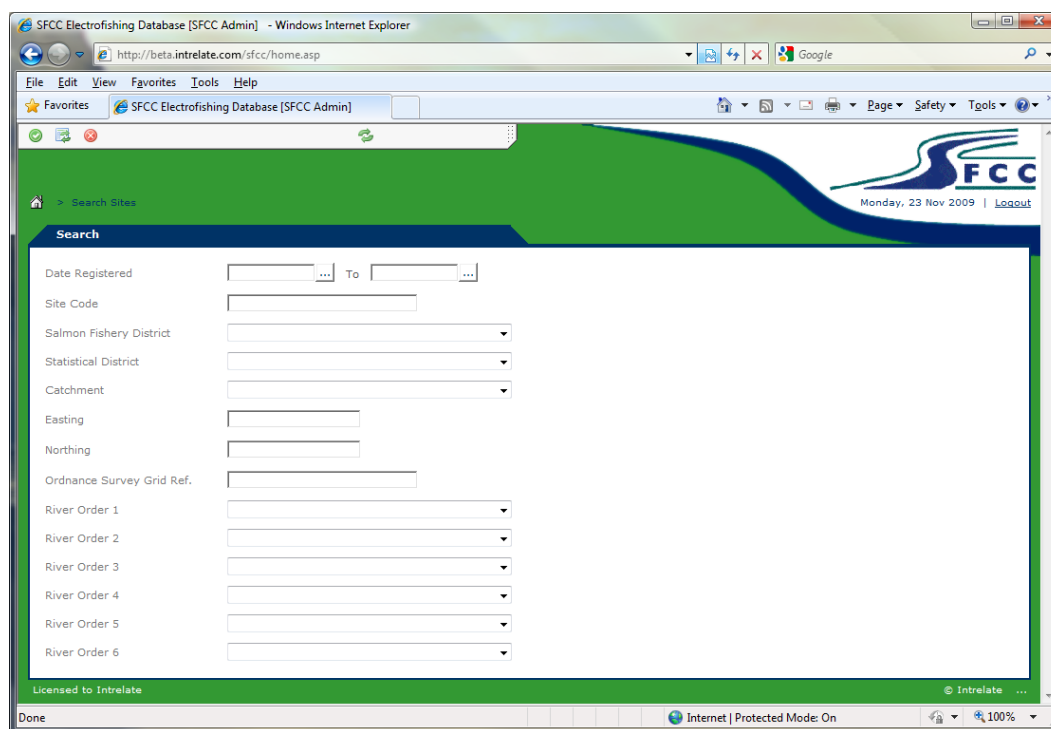 SFCC Electrofishing Database [SFCC Admin] - Windows Internet Explorer
http://beta.intrelate.com/sfcc/home.asp
Google
File Edit View Favorites Tools Help
Favorites SFCC Electrofishing Database [SFCC Admin] Page Safety Tools
SFCC
> Search Sites
Monday, 23 Nov 2009 | Logout
Search
Date Registered ... To ...
Site Code
Salmon Fishery District
Statistical District
Catchment
Easting
Northing
Ordnance Survey Grid Ref.
River Order 1
River Order 2
River Order 3
River Order 4
River Order 5
River Order 6
Licensed to Intrelate © Intrelate ...
Done Internet | Protected Mode: On 100%